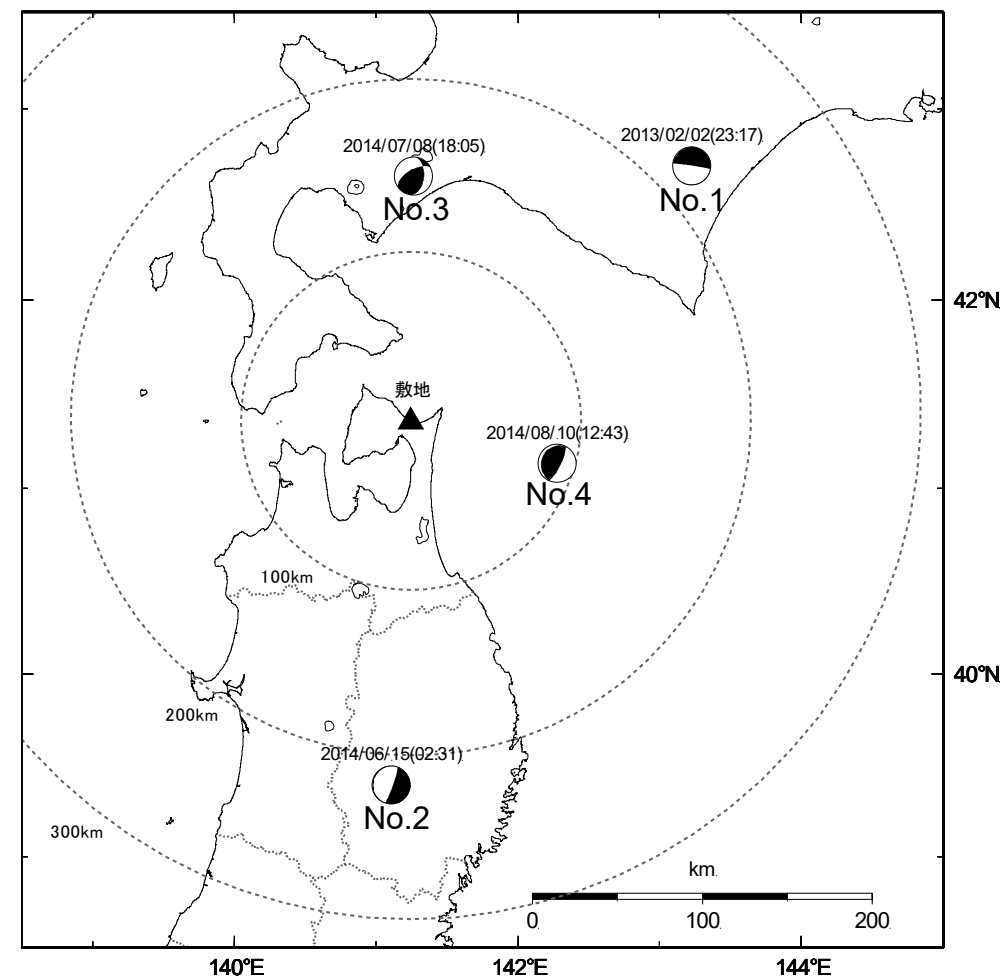 2013/02/02(23:17)
No.1
2014/07/08(18:05)
No.3
42°N
敷地
2014/08/10(12:43)
No.4
100km
40°N
200km
2014/06/15(02:31)
No.2
300km
km
0 100 200
140°E 142°E 144°E